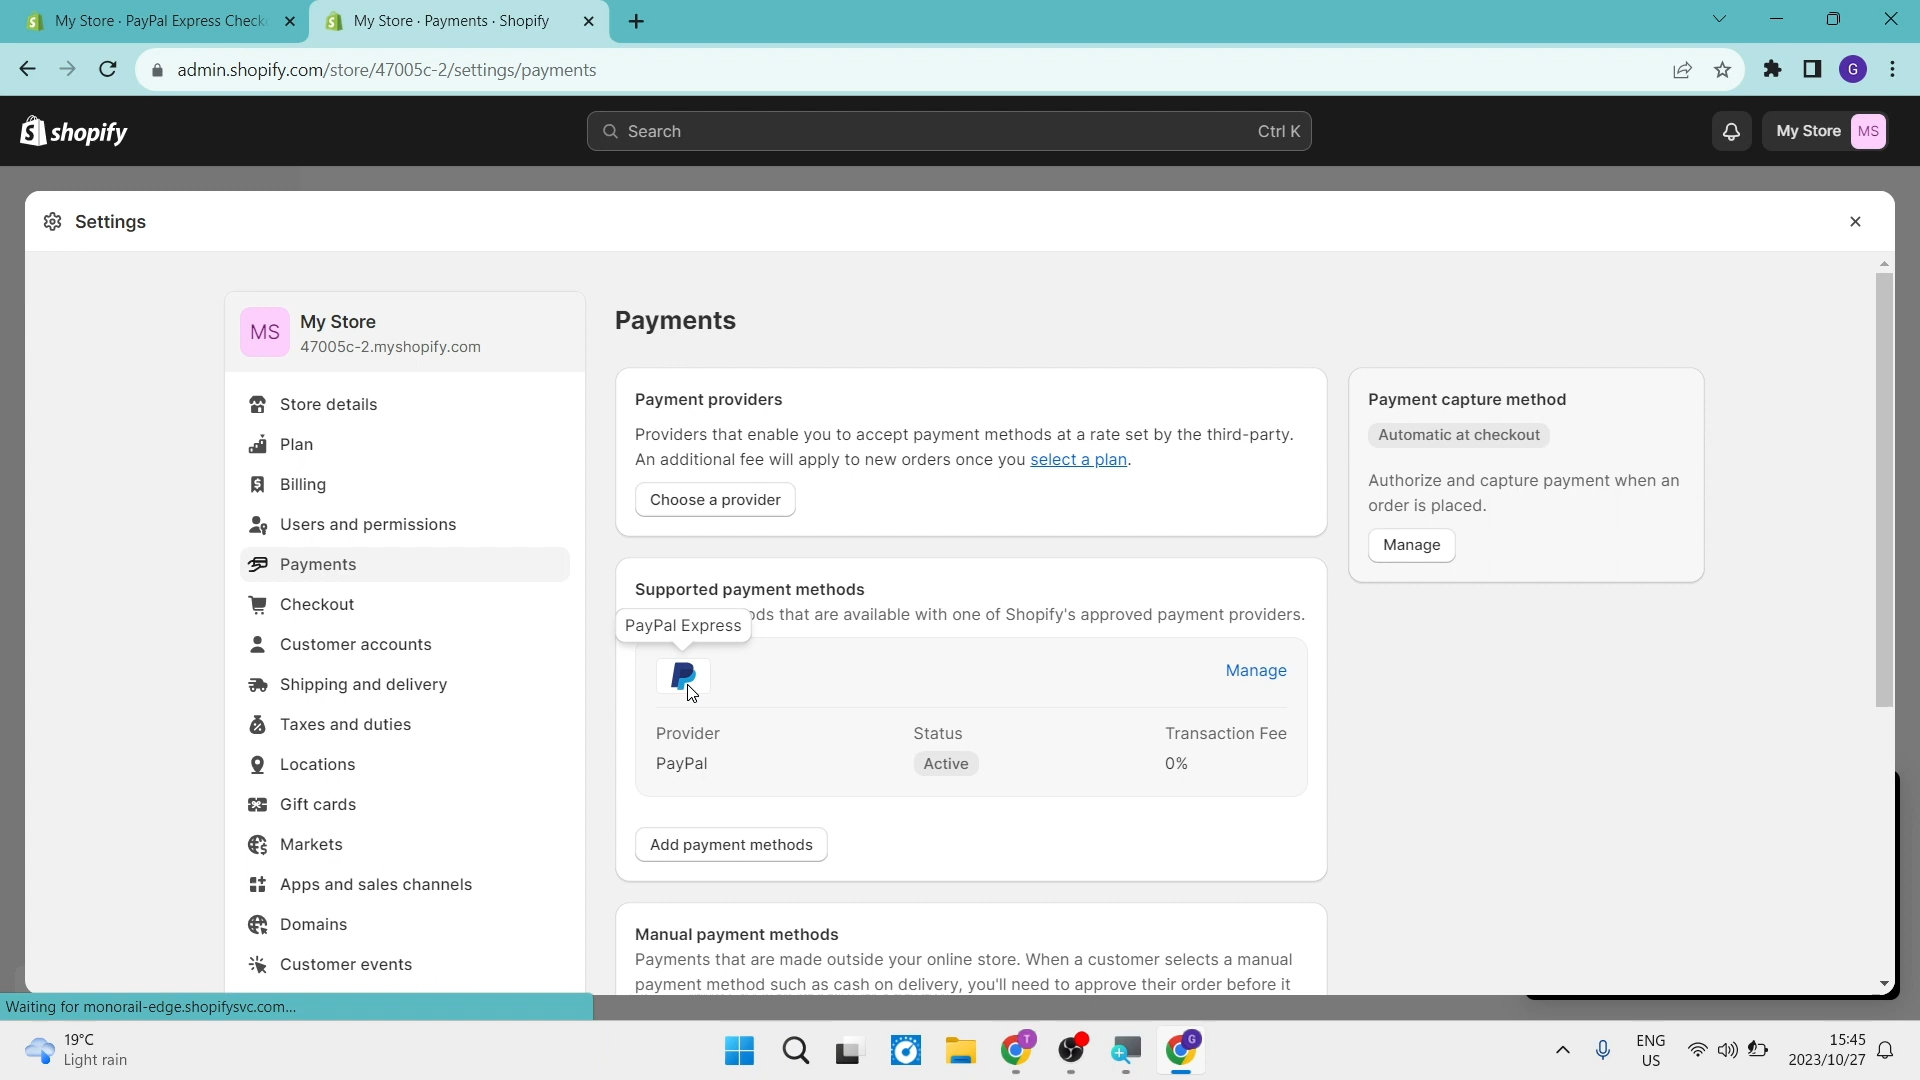 My Store · PayPal Express Check
My Store · Payments · Shopify
admin.shopify.com/store/47005c-2/settings/payments
G
shopify
Search
Ctrl K
My Store
MS
Settings
MS
My Store
47005c-2.myshopify.com
Store details
Plan
Billing
Users and permissions
Payments
Checkout
Customer accounts
Shipping and delivery
Taxes and duties
Locations
Gift cards
Markets
Apps and sales channels
Domains
Customer events
Payments
Payment providers
Providers that enable you to accept payment methods at a rate set by the third-party.
An additional fee will apply to new orders once you select a plan.
Choose a provider
Payment capture method
Automatic at checkout
Authorize and capture payment when an
order is placed.
Manage
Supported payment methods
ods that are available with one of Shopify's approved payment providers.
PayPal Express
Manage
Provider
Status
Transaction Fee
PayPal
Active
0%
Add payment methods
Manual payment methods
Payments that are made outside your online store. When a customer selects a manual
payment method such as cash on delivery, you'll need to approve their order before it
Waiting for monorail-edge.shopifysvc.com...
19°C
Light rain
T
G
ENG
US
15:45
2023/10/27